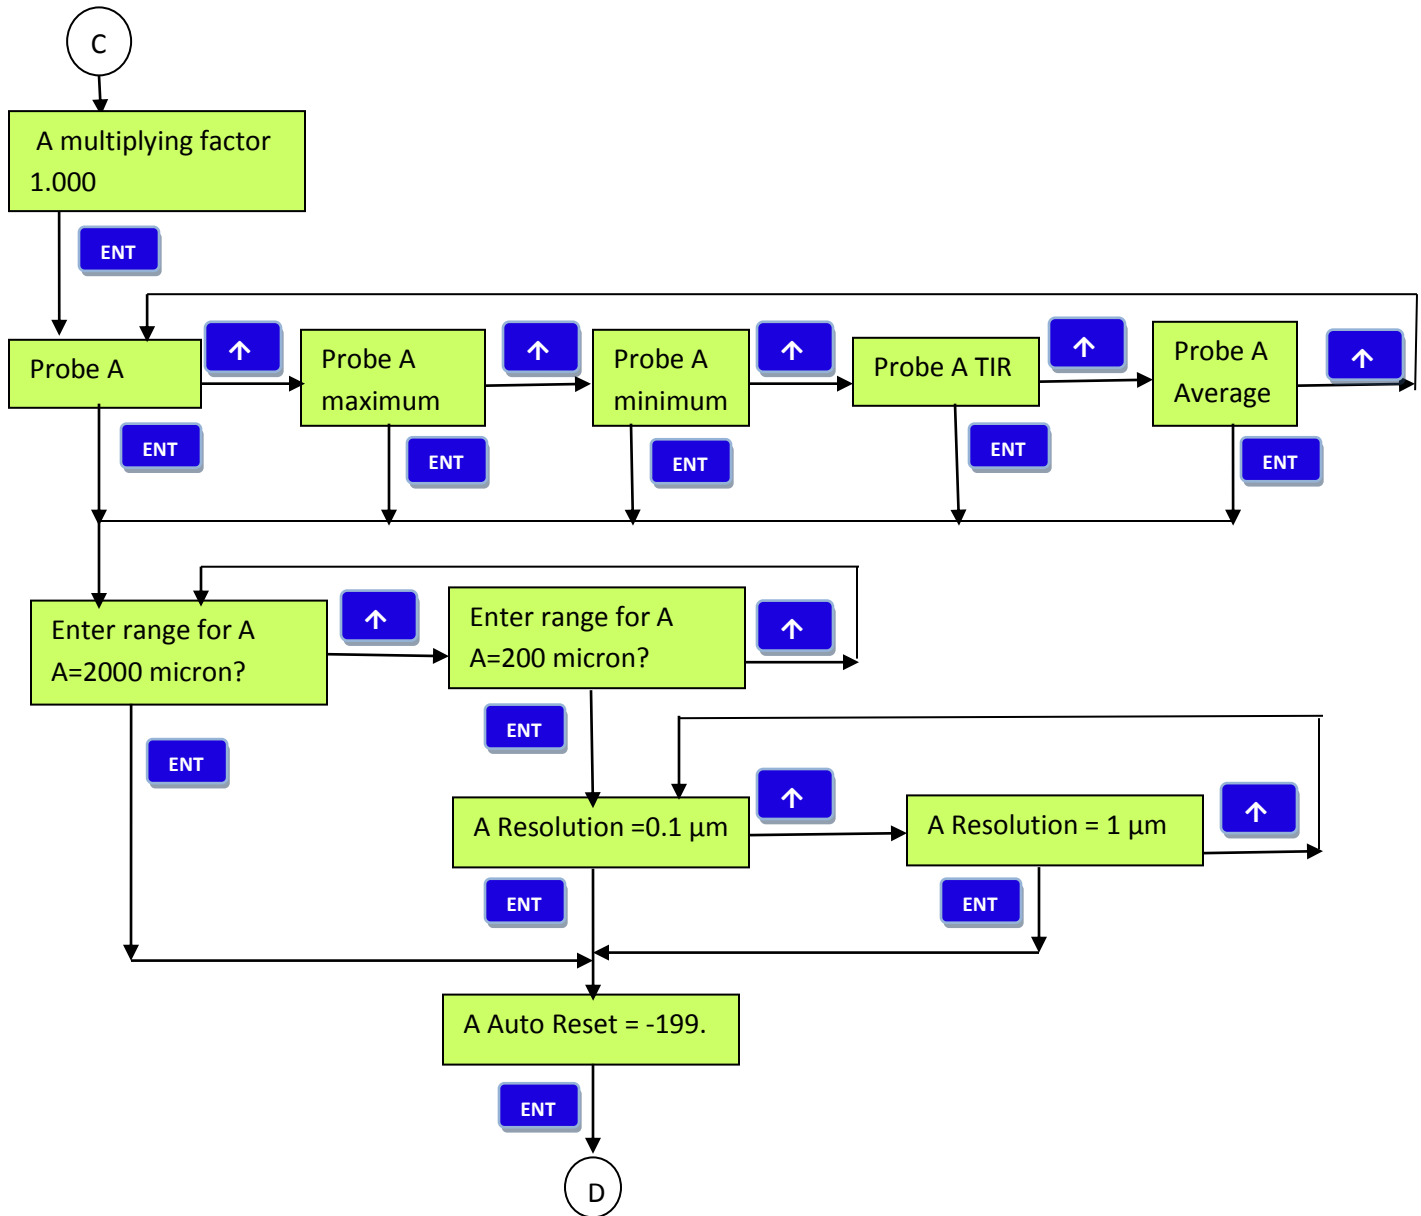 C
A multiplying factor
1.000
ENT
Probe A
↑
Probe A
maximum
↑
Probe A
minimum
↑
Probe A TIR
↑
Probe A
Average
↑
ENT
ENT
ENT
ENT
ENT
Enter range for A
A=2000 micron?
↑
Enter range for A
A=200 micron?
↑
ENT
ENT
A Resolution =0.1 µm
↑
A Resolution = 1 µm
↑
ENT
ENT
A Auto Reset = -199.
ENT
D